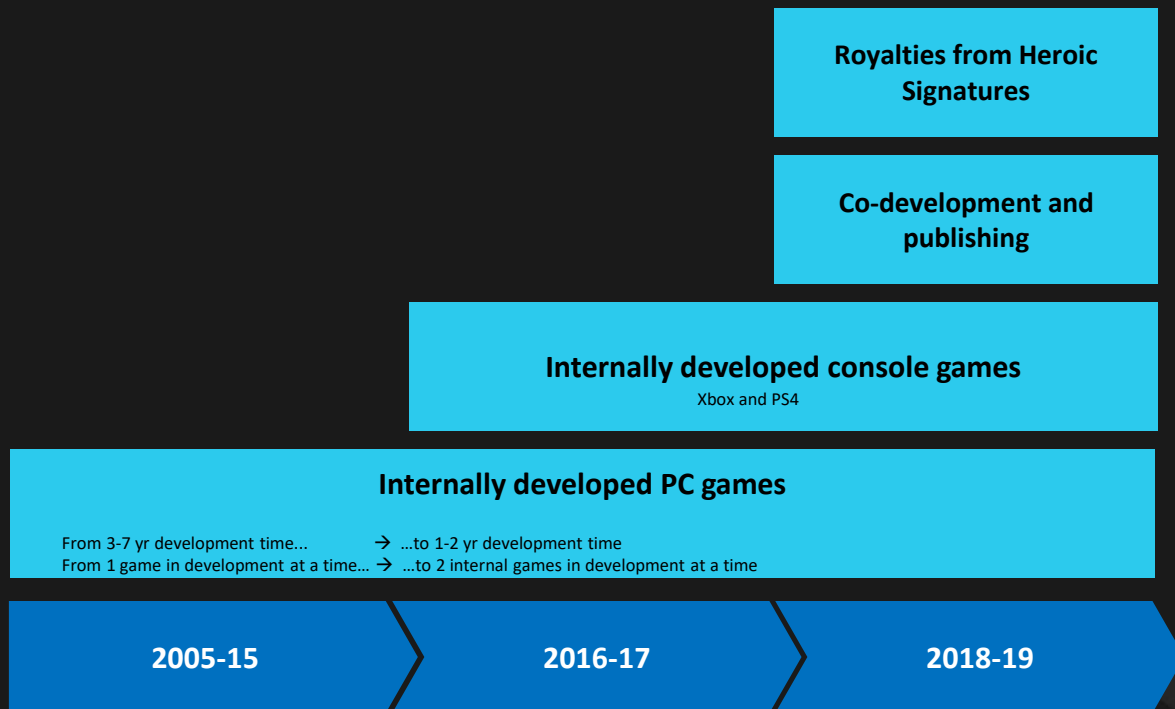 Royalties from Heroic
Signatures
Co-development and
publishing
Internally developed console games
Xbox and PS4
Internally developed PC games
From 3-7 yr development time... → ...to 1-2 yr development time
From 1 game in development at a time... → ...to 2 internal games in development at a time
2005-15
2016-17
2018-19